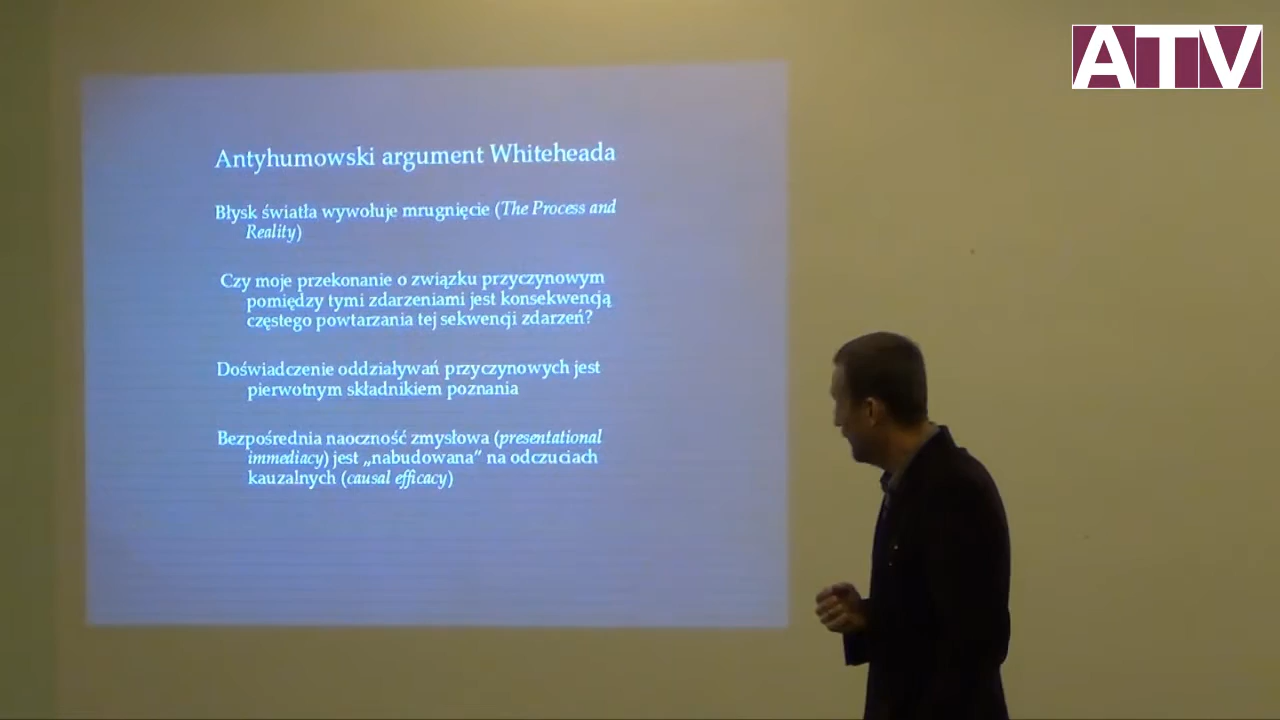 ATV
Antyhumowski argument Whiteheada
Błysk światła wywołuje mrugnięcie (The Process and
Reality)
Czy moje przekonanie o związku przyczynowym
pomiędzy tymi zdarzeniami jest konsekwencją
częstego powtarzania tej sekwencji zdarzeń?
Doświadczenie oddziaływań przyczynowych jest
pierwotnym składnikiem poznania
Bezpośrednia naoczność zmysłowa (presentational
immediacy) jest „nabudowana” na odczuciach
kauzalnych (causal efficacy)